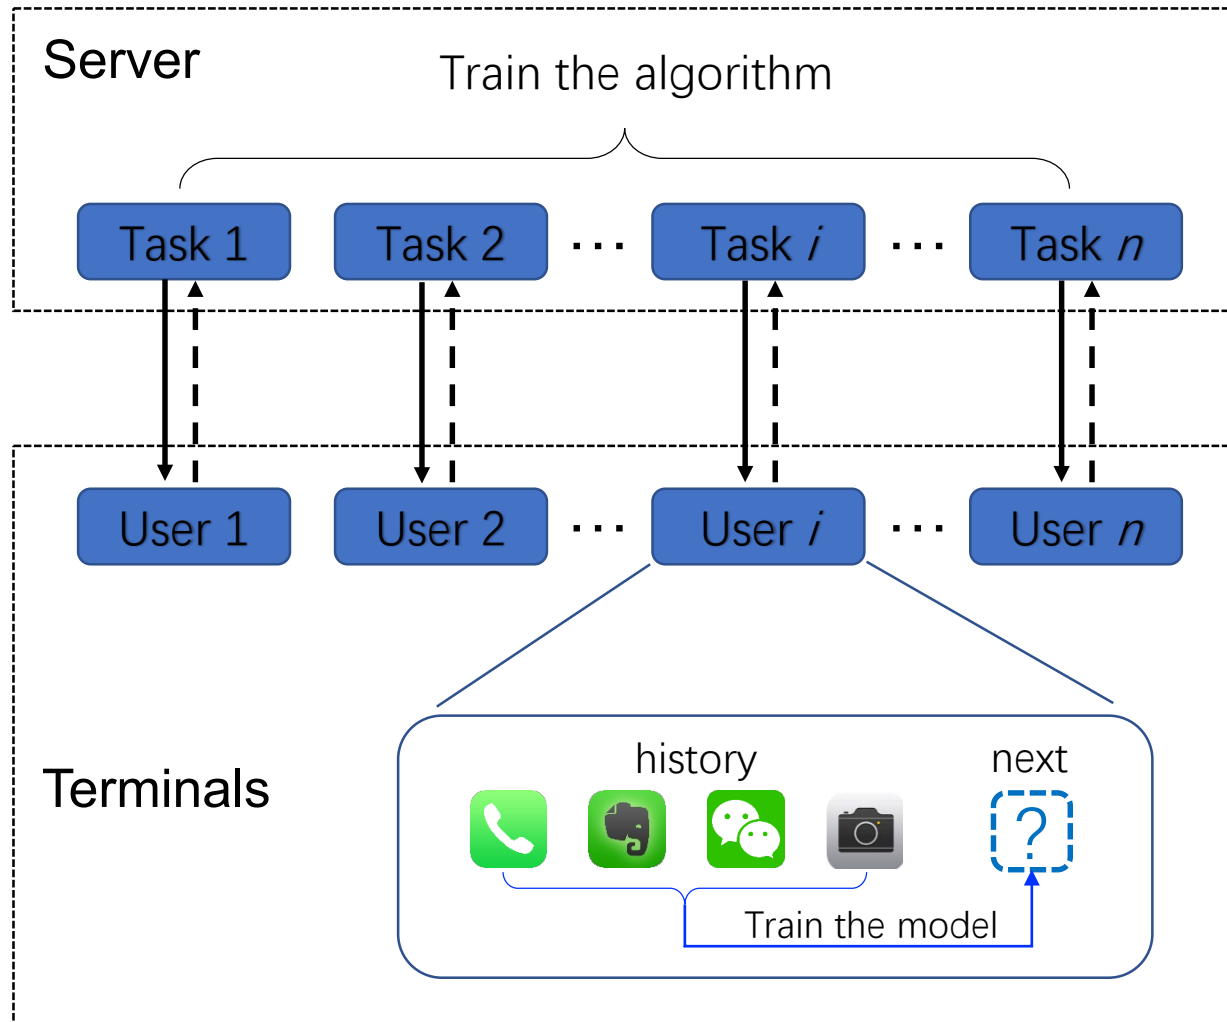 Server
Train the algorithm
Task 1
Task 2
...
Task i
...
Task n
User 1
User 2
...
User i
...
User n
Terminals
history
next
?
Train the model